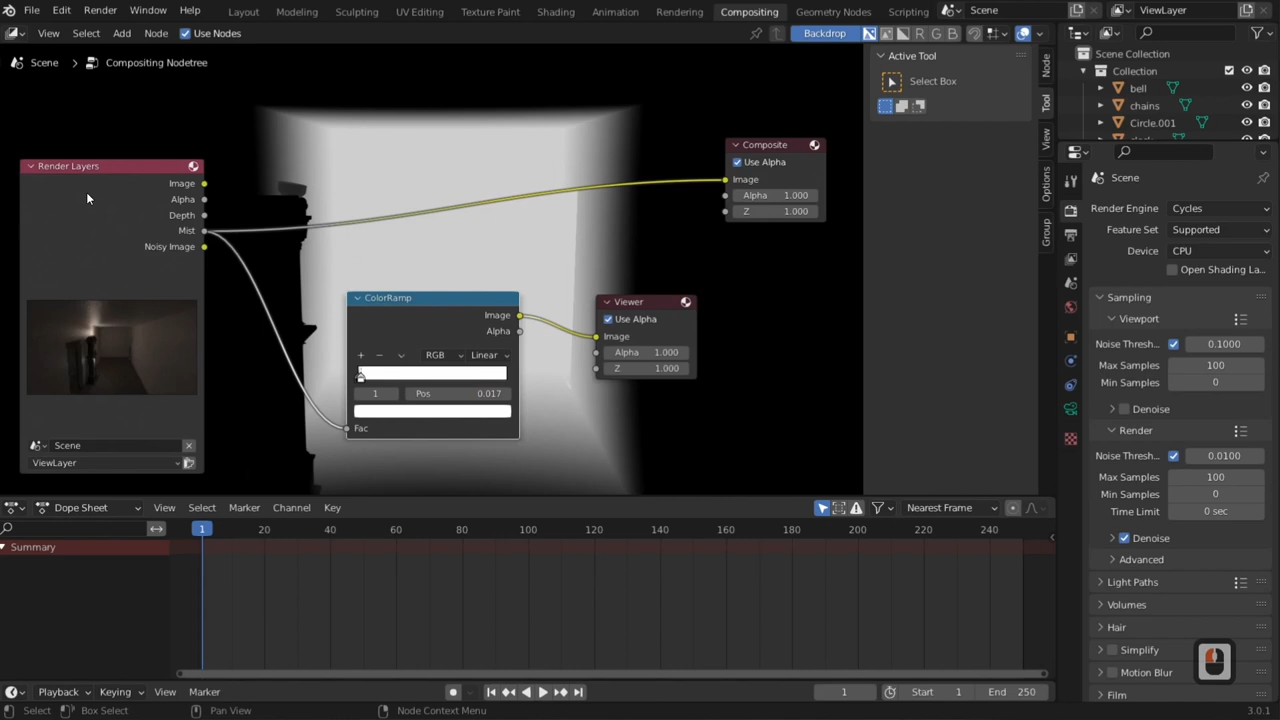 File Edit Render Window Help Layout Modeling Sculpting UV Editing Texture Paint Shading Animation Rendering Compositing Geometry Nodes Scripting Scene ViewLayer
View Select Add Node Use Nodes Backdrop R G B
Scene > Compositing Nodetree
Active Tool
Select Box
Node
Tool
View
Options
Group
Scene Collection
Collection
bell
chains
Circle.001
Render Layers
Image
Alpha
Depth
Mist
Noisy Image
Scene
ViewLayer
ColorRamp
Image
Alpha
RGB Linear
1 Pos 0.017
Fac
Viewer
Use Alpha
Image
Alpha 1.000
Z 1.000
Composite
Use Alpha
Image
Alpha 1.000
Z 1.000
Scene
Render Engine Cycles
Feature Set Supported
Device CPU
Open Shading La...
Sampling
Viewport
Noise Thresh... 0.1000
Max Samples 100
Min Samples 0
Denoise
Render
Noise Thresh... 0.0100
Max Samples 100
Min Samples 0
Time Limit 0 sec
Denoise
Advanced
Light Paths
Volumes
Hair
Simplify
Motion Blur
Film
Dope Sheet View Select Marker Channel Key Nearest Frame
1 20 40 60 80 100 120 140 160 180 200 220 240
Summary
Playback Keying View Marker 1 Start 1 End 250
Select Box Select Pan View Node Context Menu 3.0.1